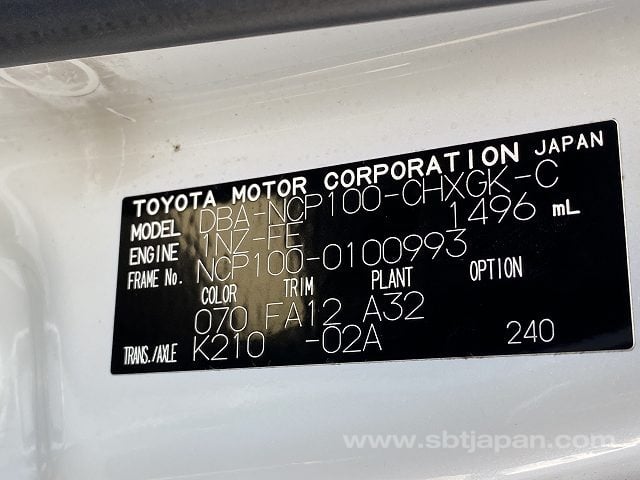 TOYOTA MOTOR CORPORATION JAPAN
MODEL DBA-NCP100-CHXGK-C
ENGINE 1NZ-FE 1496 mL
FRAME No. NCP100-0100993
COLOR TRIM PLANT OPTION
070 FA12 A32
TRANS./AXLE K210 -02A 240
www.sbtjapan.com